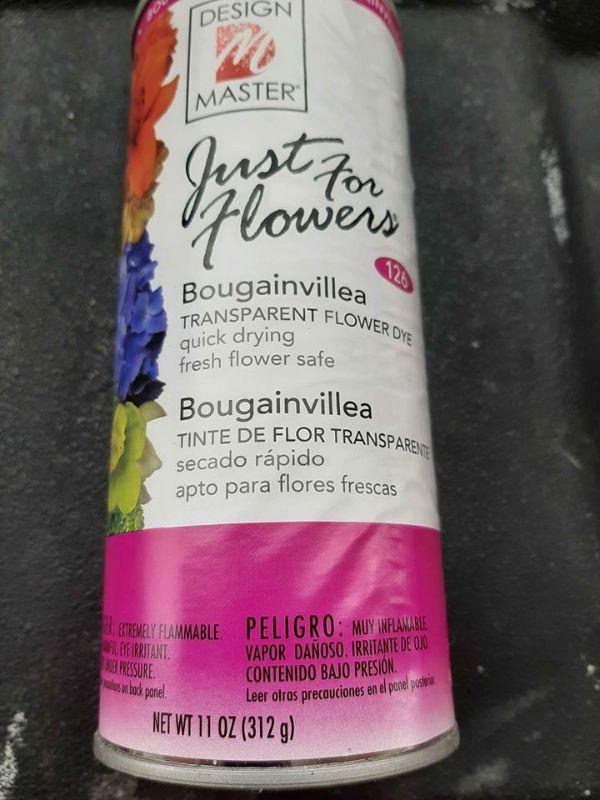 DESIGN
M
MASTER®
Just For
Flowers®
126
Bougainvillea
TRANSPARENT FLOWER DYE
quick drying
fresh flower safe
Bougainvillea
TINTE DE FLOR TRANSPARENTE
secado rápido
apto para flores frescas
EXTREMELY FLAMMABLE.
EYE IRRITANT.
UNDER PRESSURE.
on back panel.
PELIGRO: MUY INFLAMABLE.
VAPOR DAÑOSO. IRRITANTE DE OJO.
CONTENIDO BAJO PRESIÓN.
Leer otras precauciones en el panel posterior.
NET WT 11 OZ (312 g)